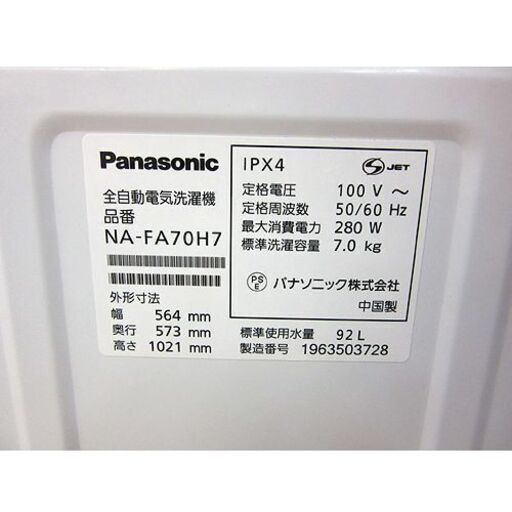 Panasonic
全自動電気洗濯機
品番
NA-FA70H7
外形寸法
幅 564 mm
奥行 573 mm
高さ 1021 mm
IPX4
S JET
定格電圧 100 V ～
定格周波数 50/60 Hz
最大消費電力 280 W
標準洗濯容量 7.0 kg
PS E パナソニック株式会社
中国製
標準使用水量 92 L
製造番号 1963503728